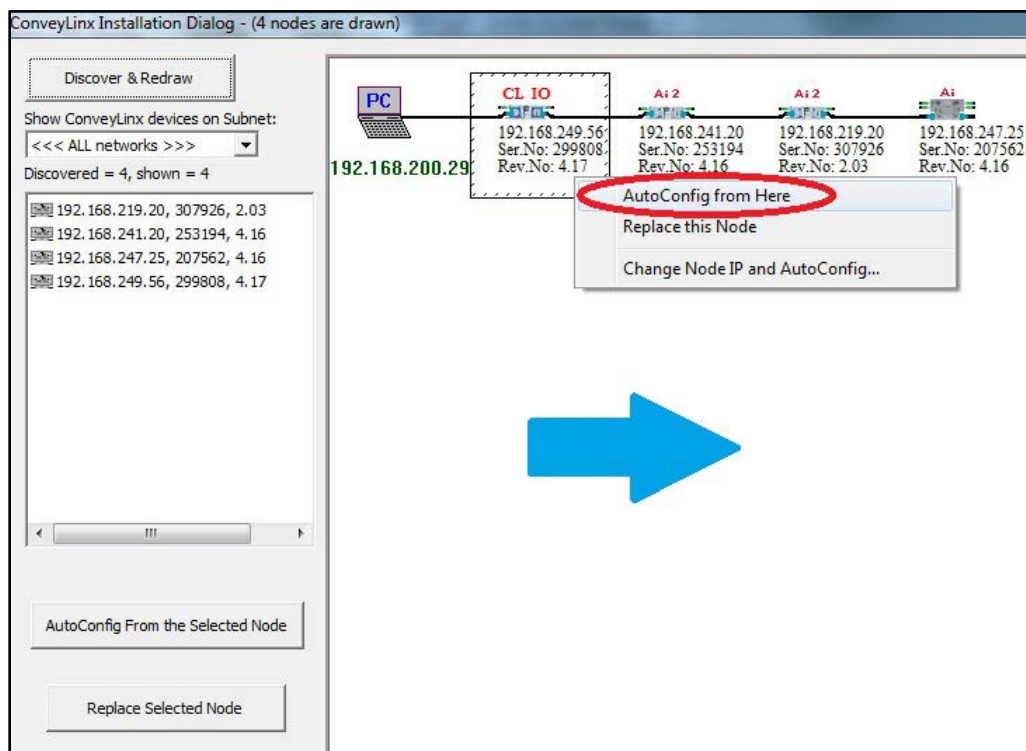 ConveyLinx Installation Dialog - (4 nodes are drawn)
Discover & Redraw
Show ConveyLinx devices on Subnet:
<<< ALL networks >>>
Discovered = 4, shown = 4
192.168.219.20, 307926, 2.03
192.168.241.20, 253194, 4.16
192.168.247.25, 207562, 4.16
192.168.249.56, 299808, 4.17
AutoConfig From the Selected Node
Replace Selected Node
PC
192.168.200.29
CL IO
192.168.249.56
Ser.No: 299808
Rev.No: 4.17
Ai 2
192.168.241.20
Ser.No: 253194
Rev.No: 4.16
Ai 2
192.168.219.20
Ser.No: 307926
Rev.No: 2.03
Ai
192.168.247.25
Ser.No: 207562
Rev.No: 4.16
AutoConfig from Here
Replace this Node
Change Node IP and AutoConfig...